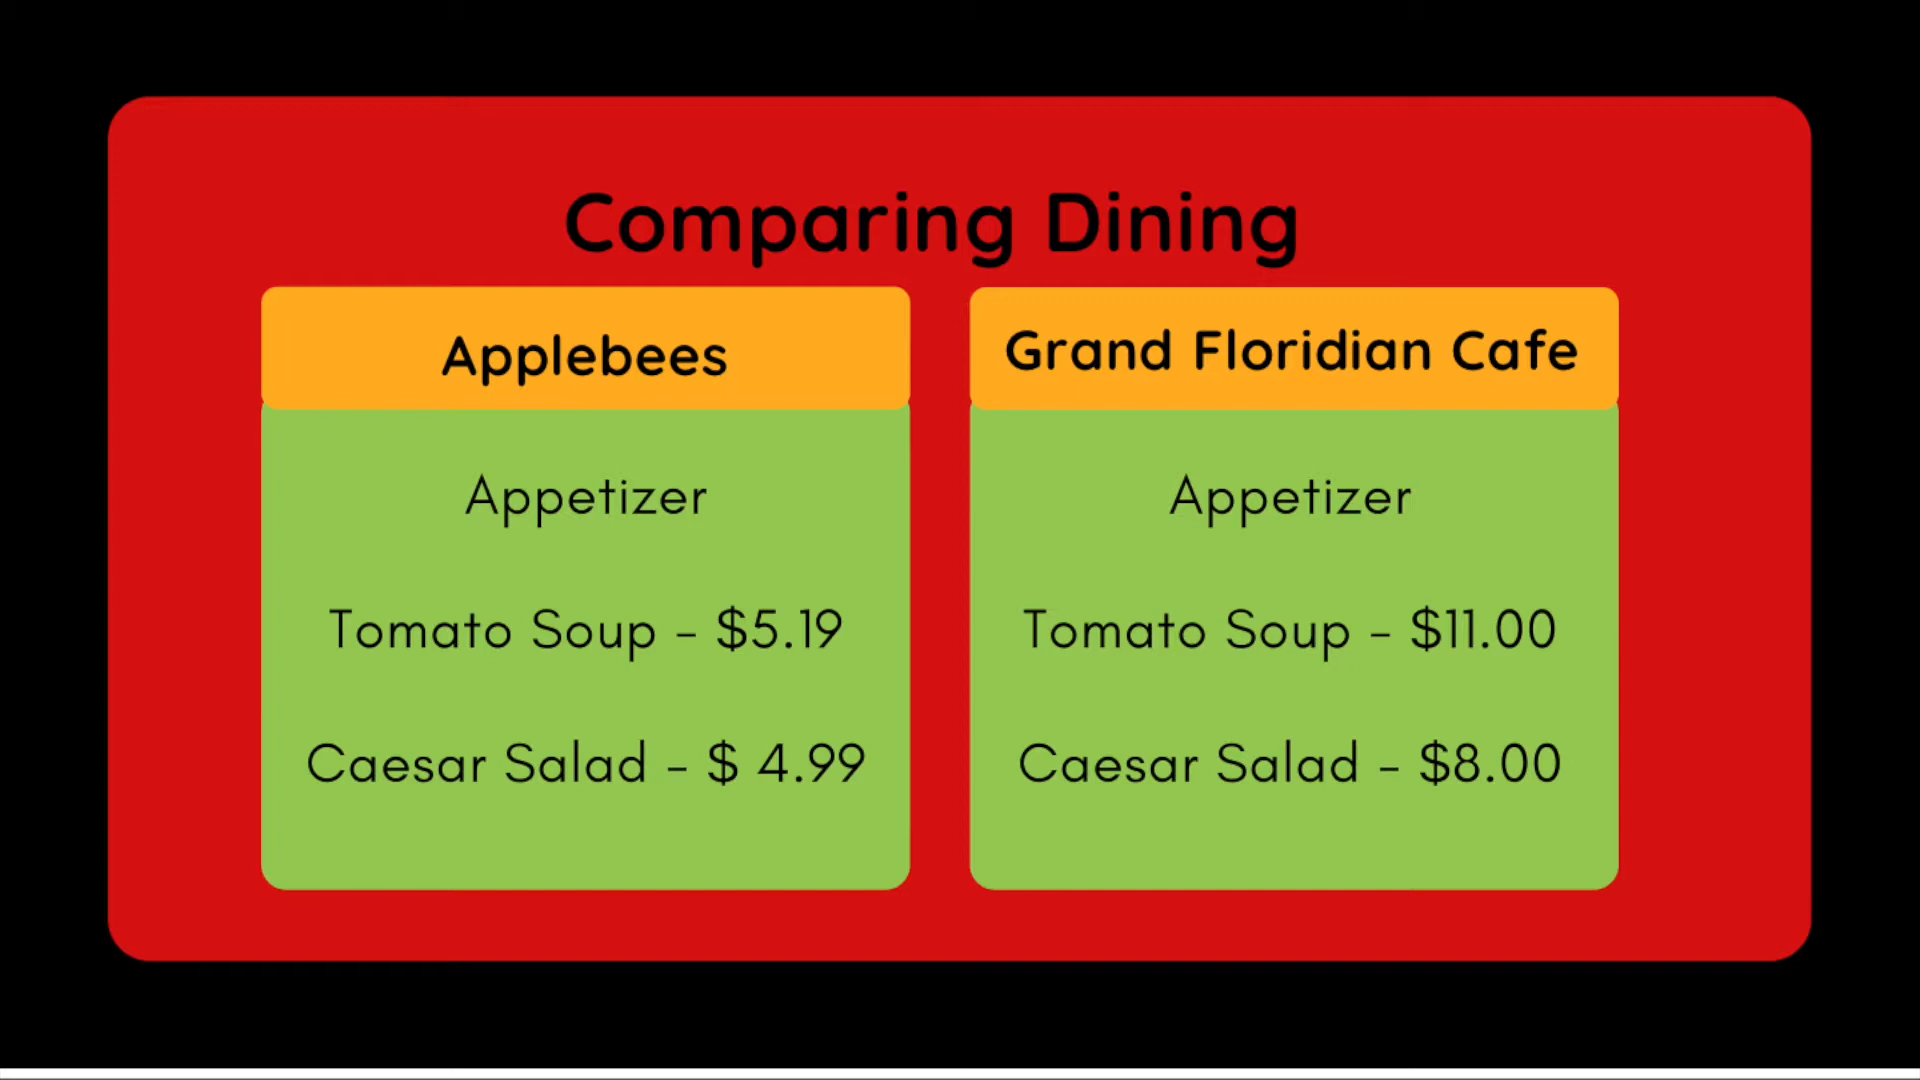 Comparing Dining
Applebees
Appetizer
Tomato Soup - $5.19
Caesar Salad - $ 4.99
Grand Floridian Cafe
Appetizer
Tomato Soup - $11.00
Caesar Salad - $8.00